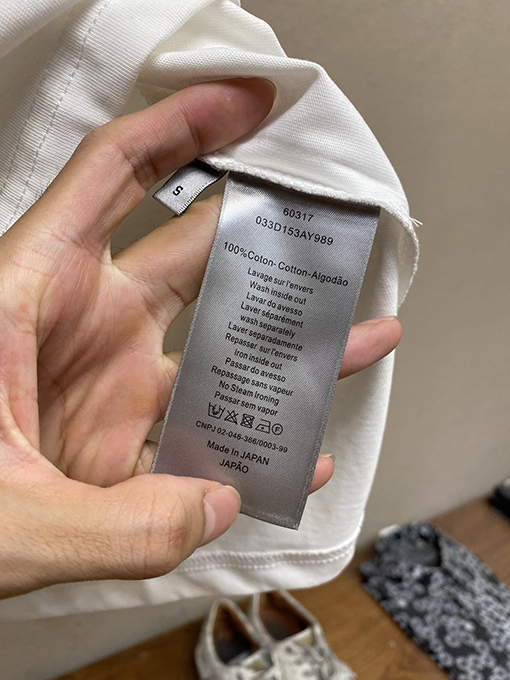 S
60317
033D153AY989
100%Coton-Cotton-Algodão
Lavage sur l'envers
Wash inside out
Lavar do avesso
Laver séparément
wash separately
Laver separadamente
Repasser sur l'envers
Iron inside out
Passar do avesso
Repassage sans vapeur
No Steam Ironing
Passar sem vapor
CNPJ 02-046-366/0003-99
Made in JAPAN
JAPÃO